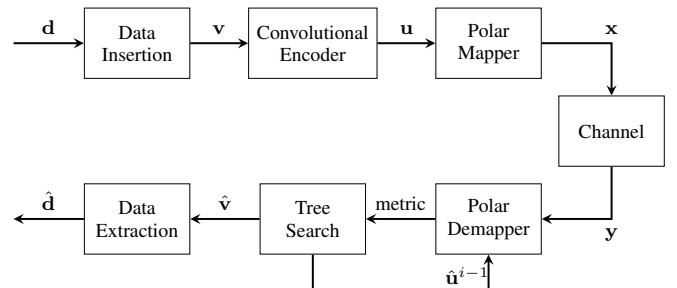 d
Data
Insertion
v
Convolutional
Encoder
u
Polar
Mapper
x
Channel
y
Polar
Demapper
metric
Tree
Search
v̂
Data
Extraction
d̂
û^{i−1}